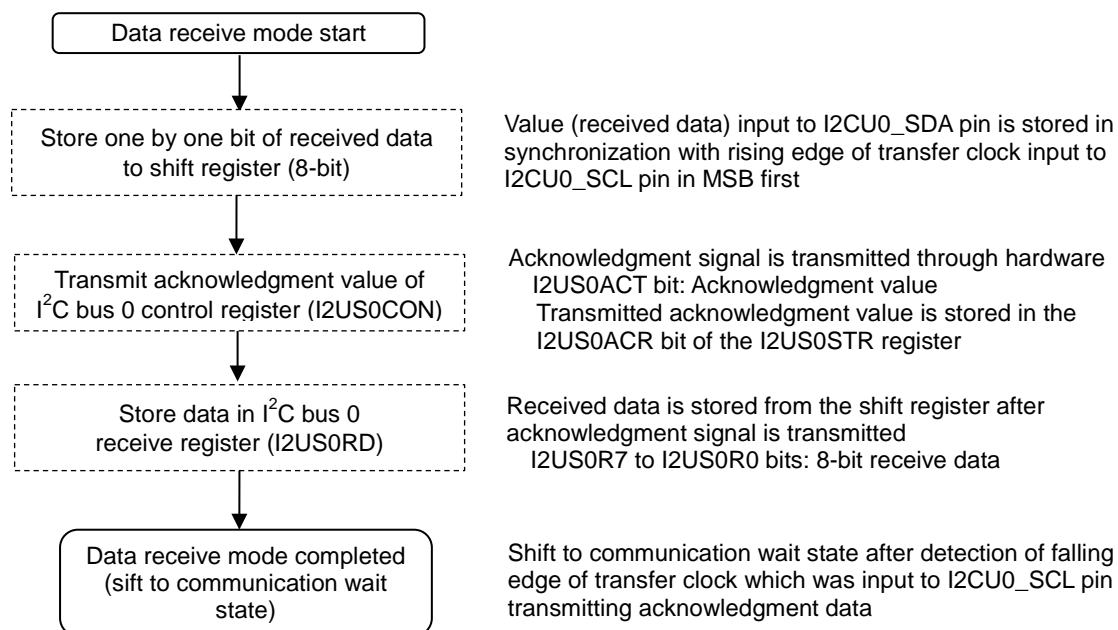 Data receive mode start
Store one by one bit of received data
to shift register (8-bit)
Value (received data) input to I2CU0_SDA pin is stored in
synchronization with rising edge of transfer clock input to
I2CU0_SCL pin in MSB first
Transmit acknowledgment value of
I²C bus 0 control register (I2US0CON)
Acknowledgment signal is transmitted through hardware
I2US0ACT bit: Acknowledgment value
Transmitted acknowledgment value is stored in the
I2US0ACR bit of the I2US0STR register
Store data in I²C bus 0
receive register (I2US0RD)
Received data is stored from the shift register after
acknowledgment signal is transmitted
I2US0R7 to I2US0R0 bits: 8-bit receive data
Data receive mode completed
(sift to communication wait
state)
Shift to communication wait state after detection of falling
edge of transfer clock which was input to I2CU0_SCL pin
transmitting acknowledgment data